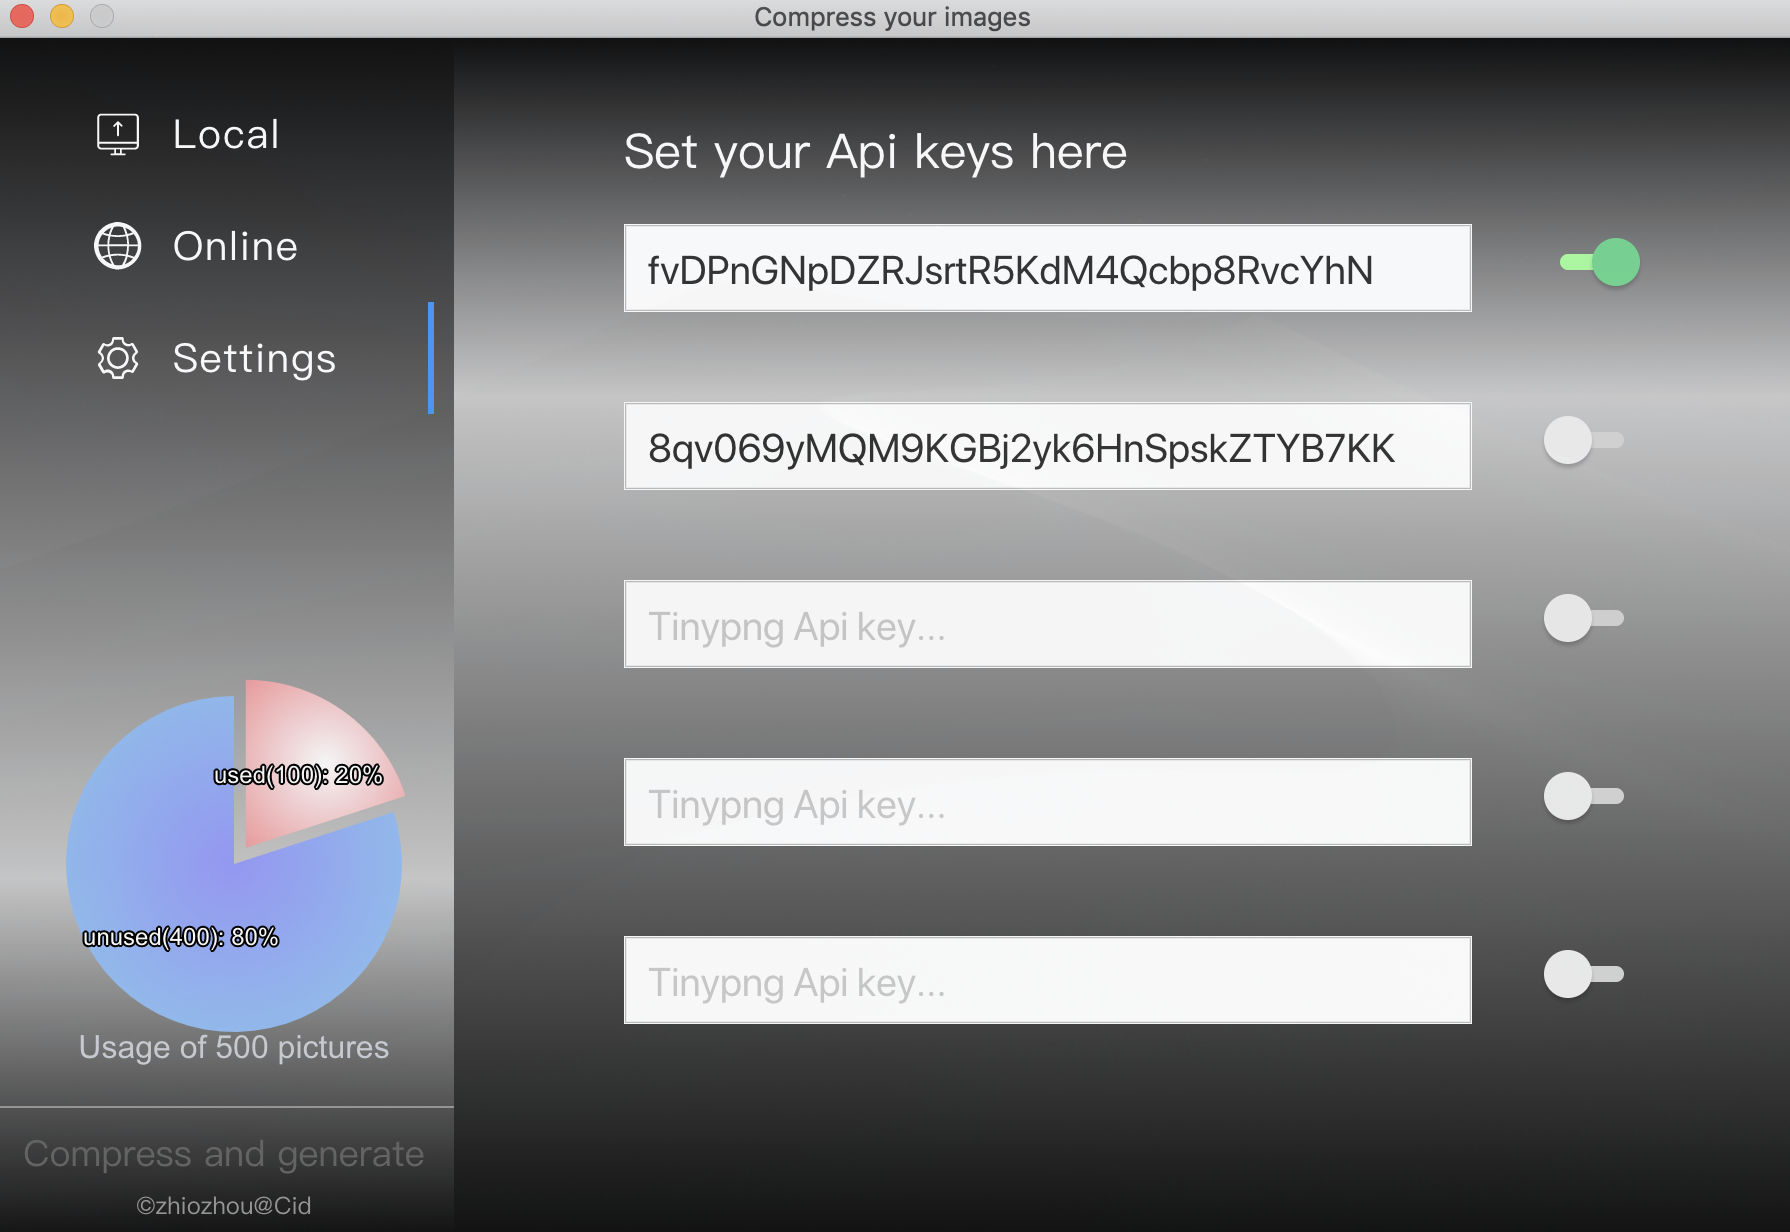 Compress your images
Local
Online
Settings
used(100): 20%
unused(400): 80%
Usage of 500 pictures
Compress and generate
©zhiozhou@Cid
Set your Api keys here
fvDPnGNpDZRJsrtR5KdM4Qcbp8RvcYhN
8qv069yMQM9KGBj2yk6HnSpskZTYB7KK
Tinypng Api key...
Tinypng Api key...
Tinypng Api key...